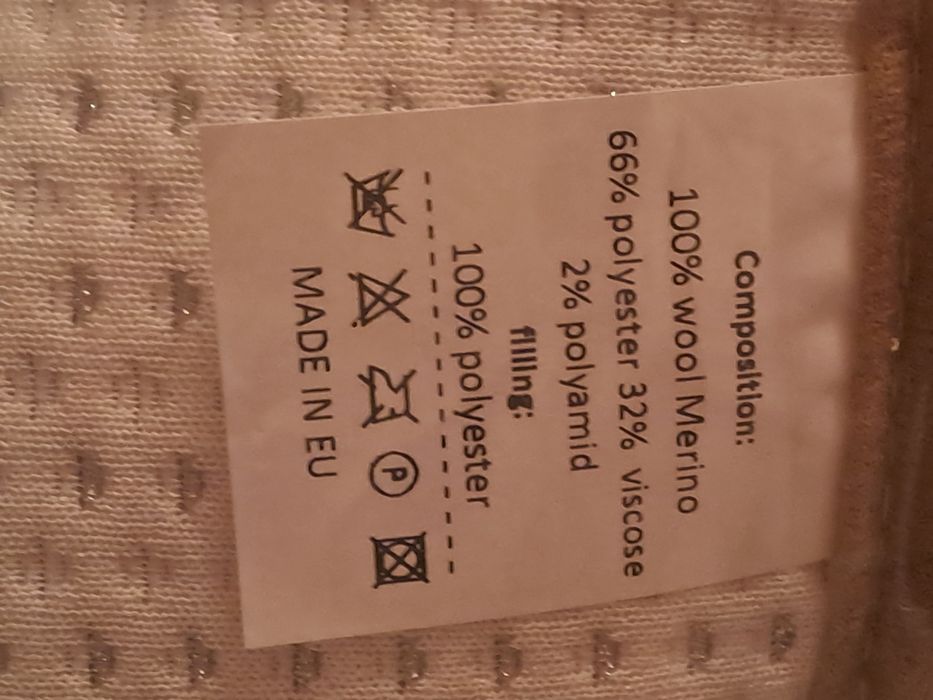 Composition:
100% wool Merino
66% polyester 32% viscose
2% polyamid
filling:
100% polyester
- - - - - - - - - - - - - - - -
P
MADE IN EU